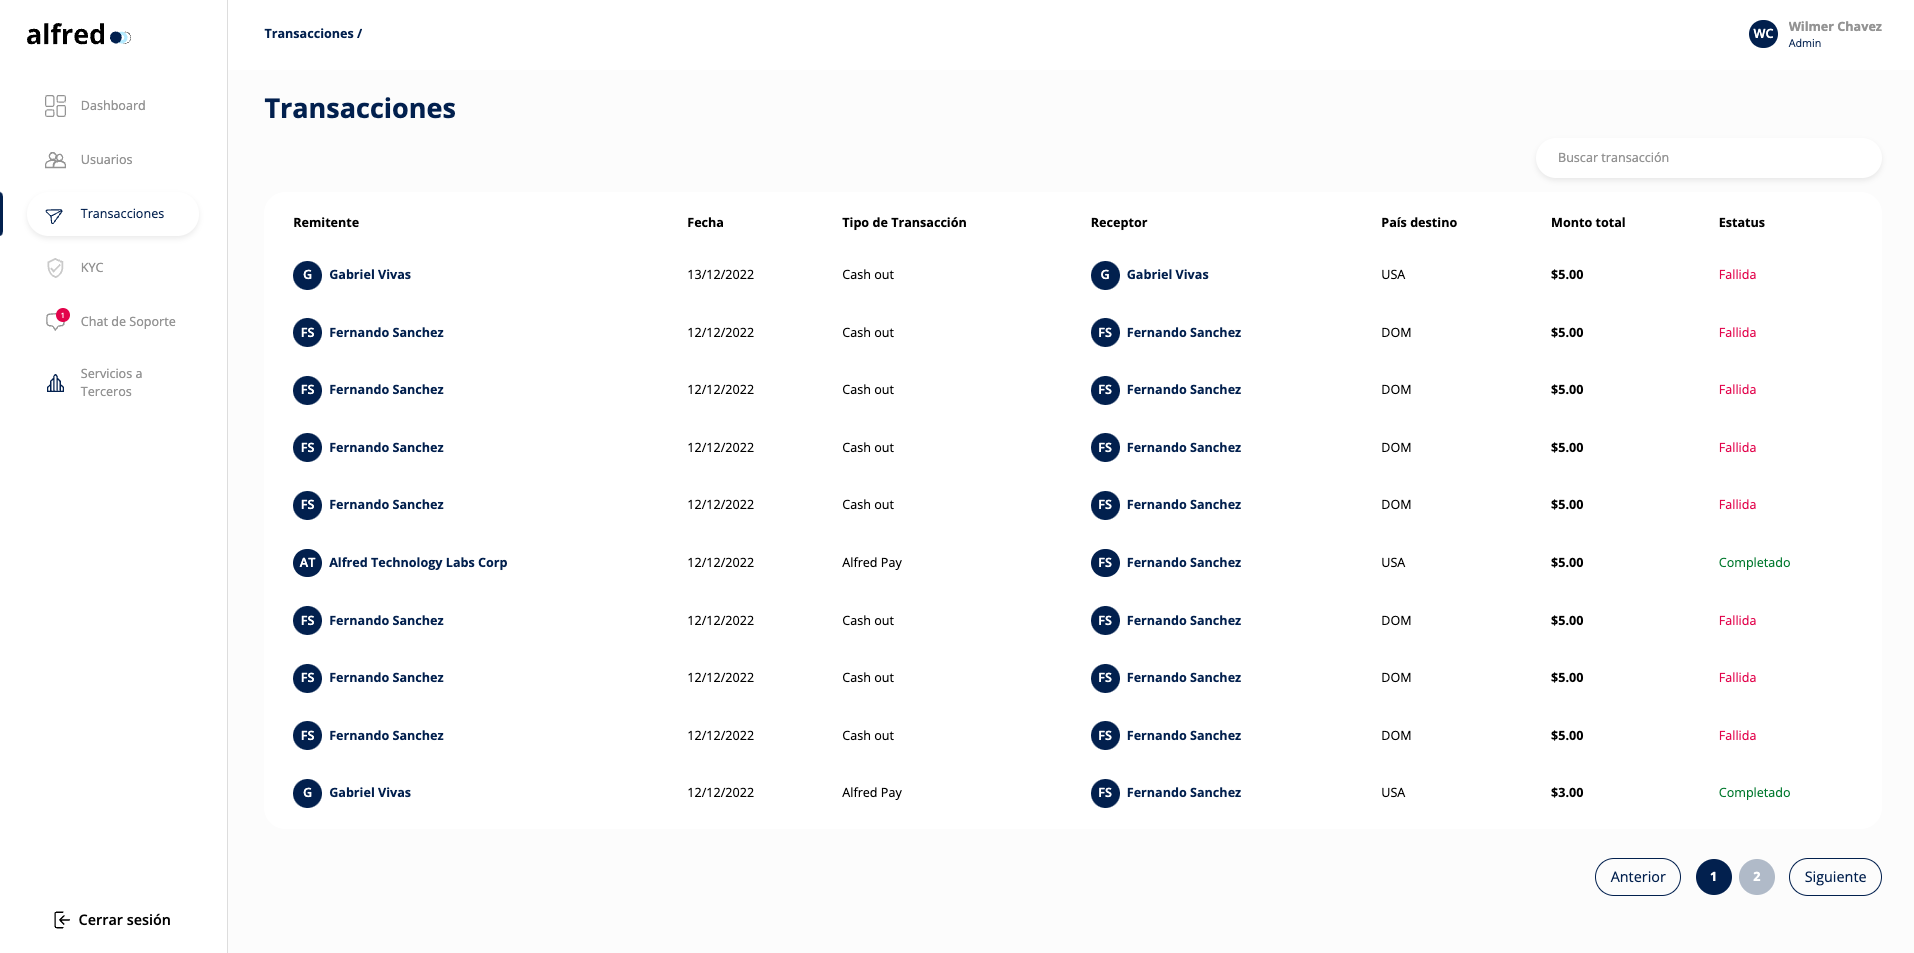 alfred
Transacciones /
WC
Wilmer Chavez
Admin
Dashboard
Usuarios
Transacciones
KYC
1
Chat de Soporte
Servicios a
Terceros
Cerrar sesión
Transacciones
Buscar transacción
Remitente Fecha Tipo de Transacción Receptor País destino Monto total Estatus
G Gabriel Vivas 13/12/2022 Cash out G Gabriel Vivas USA $5.00 Fallida
FS Fernando Sanchez 12/12/2022 Cash out FS Fernando Sanchez DOM $5.00 Fallida
FS Fernando Sanchez 12/12/2022 Cash out FS Fernando Sanchez DOM $5.00 Fallida
FS Fernando Sanchez 12/12/2022 Cash out FS Fernando Sanchez DOM $5.00 Fallida
FS Fernando Sanchez 12/12/2022 Cash out FS Fernando Sanchez DOM $5.00 Fallida
AT Alfred Technology Labs Corp 12/12/2022 Alfred Pay FS Fernando Sanchez USA $5.00 Completado
FS Fernando Sanchez 12/12/2022 Cash out FS Fernando Sanchez DOM $5.00 Fallida
FS Fernando Sanchez 12/12/2022 Cash out FS Fernando Sanchez DOM $5.00 Fallida
FS Fernando Sanchez 12/12/2022 Cash out FS Fernando Sanchez DOM $5.00 Fallida
G Gabriel Vivas 12/12/2022 Alfred Pay FS Fernando Sanchez USA $3.00 Completado
Anterior 1 2 Siguiente